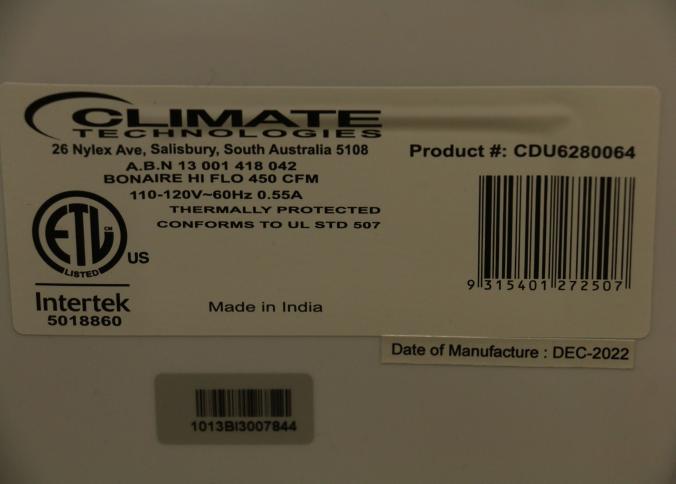 CLIMATE
TECHNOLOGIES
26 Nylex Ave, Salisbury, South Australia 5108
A.B.N 13 001 418 042
BONAIRE HI FLO 450 CFM
110-120V~60Hz 0.55A
THERMALLY PROTECTED
CONFORMS TO UL STD 507
ETL CM
LISTED
US
Intertek
5018860
Made in India
Product #: CDU6280064
9 315401 272507
Date of Manufacture : DEC-2022
1013BI3007844